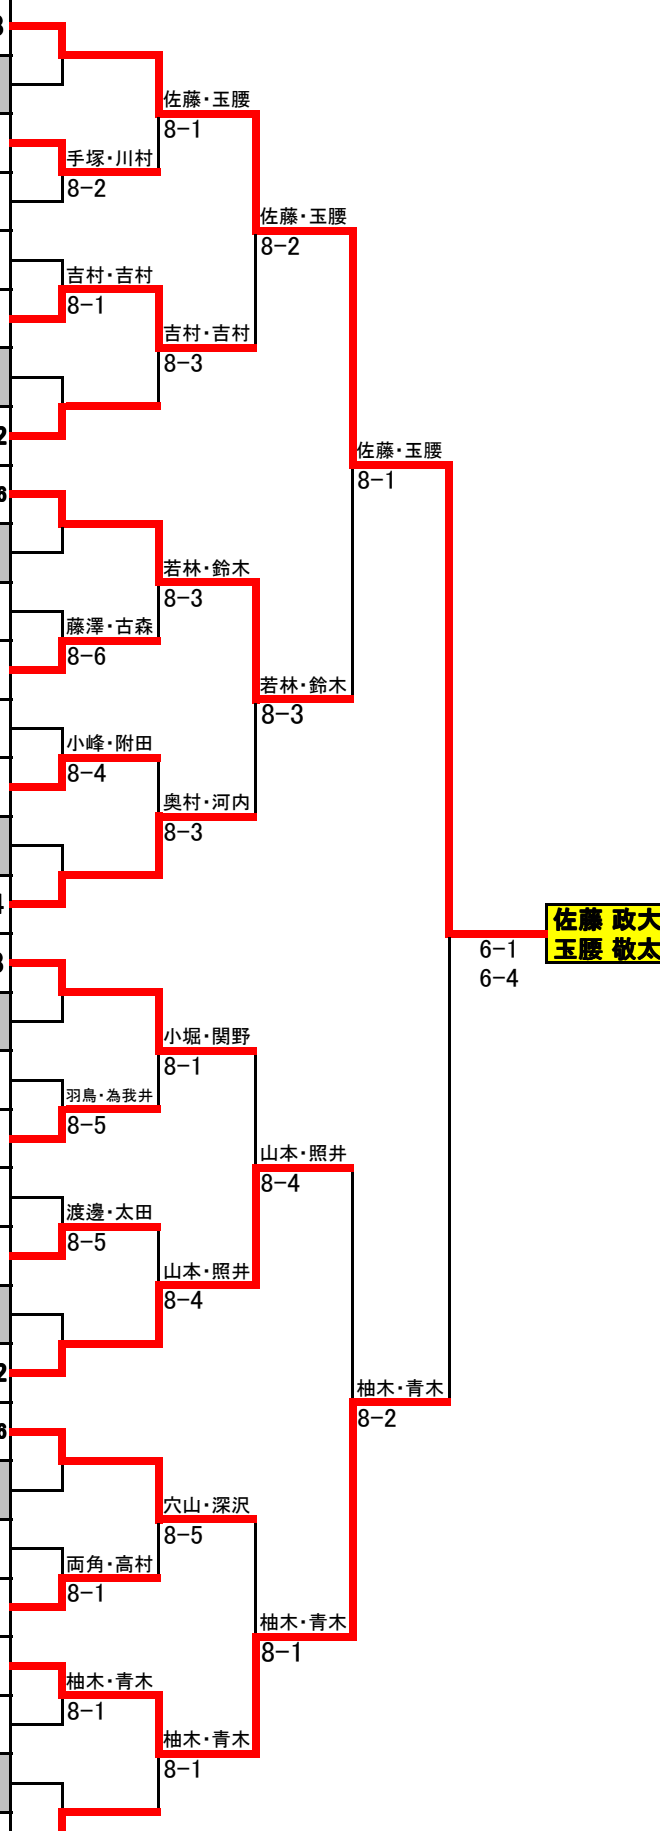 3
佐藤・玉腰
8-1
手塚・川村
8-2
佐藤・玉腰
8-2
吉村・吉村
8-1
吉村・吉村
8-3
2
佐藤・玉腰
8-1
6
若林・鈴木
8-3
藤澤・古森
8-6
若林・鈴木
8-3
小峰・附田
8-4
奥村・河内
8-3
4
佐藤 政大
玉腰 敬太
6-1
6-4
3
小堀・関野
8-1
羽鳥・為我井
8-5
山本・照井
8-4
渡邊・太田
8-5
山本・照井
8-4
2
柚木・青木
8-2
6
穴山・深沢
8-5
両角・高村
8-1
柚木・青木
8-1
柚木・青木
8-1
柚木・青木
8-1